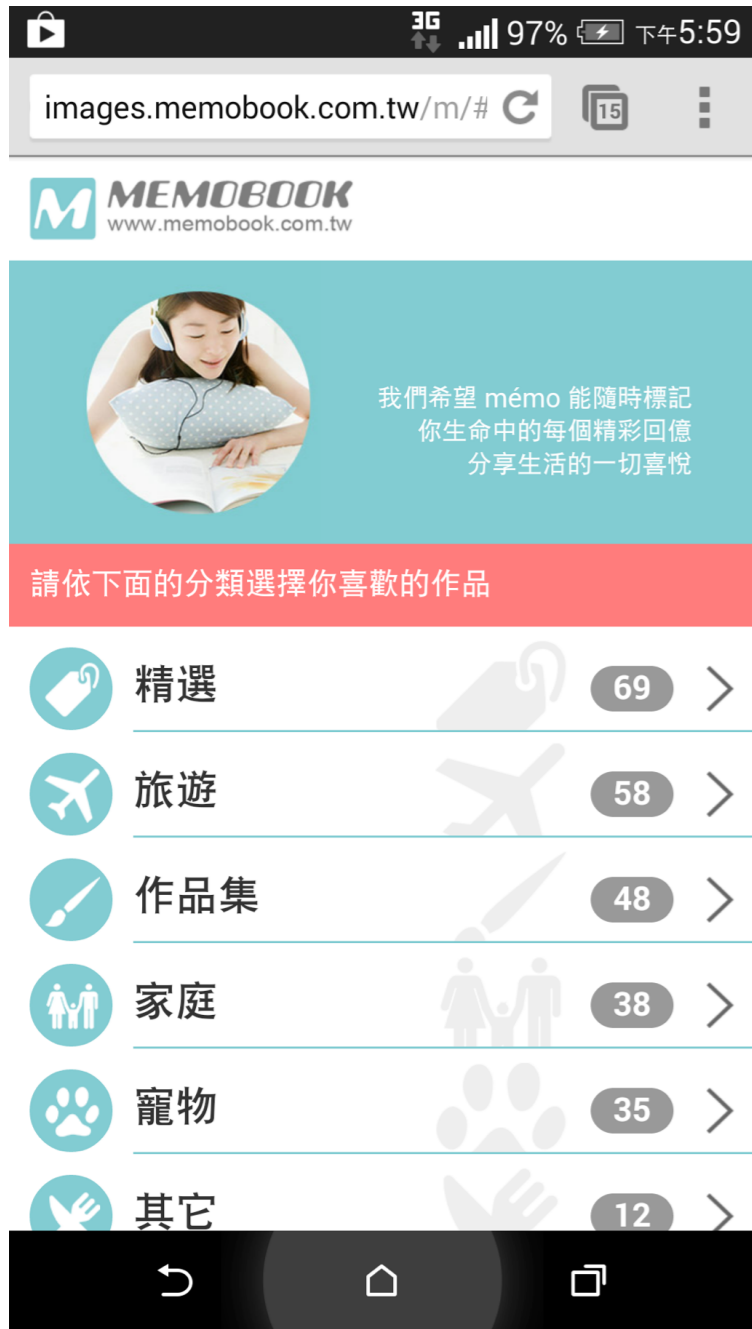 3G 97% 下午5:59
images.memobook.com.tw/m/# 15
M MEMOBOOK
www.memobook.com.tw
我們希望 mémo 能隨時標記
你生命中的每個精彩回億
分享生活的一切喜悅
請依下面的分類選擇你喜歡的作品
精選 69
旅遊 58
作品集 48
家庭 38
寵物 35
其它 12